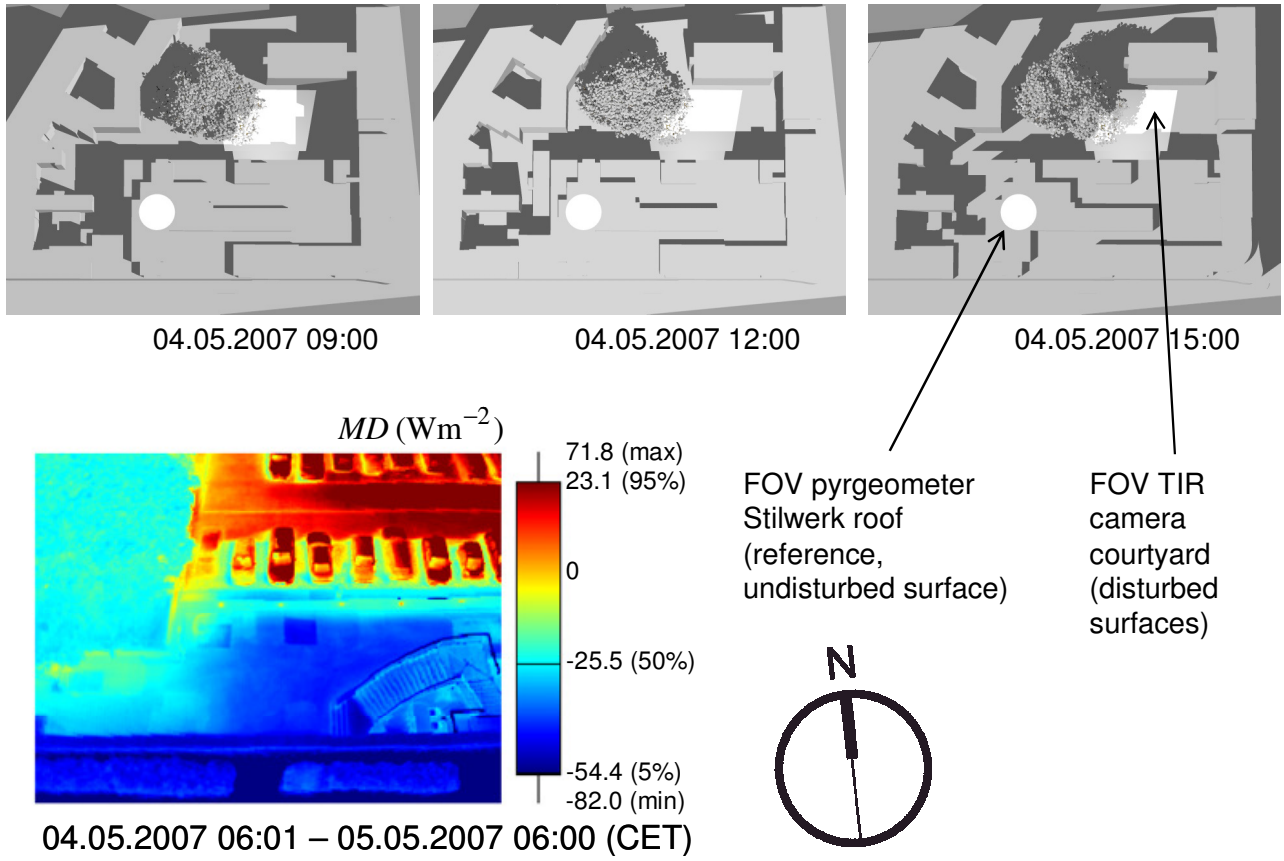 04.05.2007 09:00
04.05.2007 12:00
04.05.2007 15:00
MD (Wm−2)
71.8 (max)
23.1 (95%)
0
-25.5 (50%)
-54.4 (5%)
-82.0 (min)
04.05.2007 06:01 – 05.05.2007 06:00 (CET)
FOV pyrgeometer
Stilwerk roof
(reference,
undisturbed surface)
FOV TIR
camera
courtyard
(disturbed
surfaces)
N